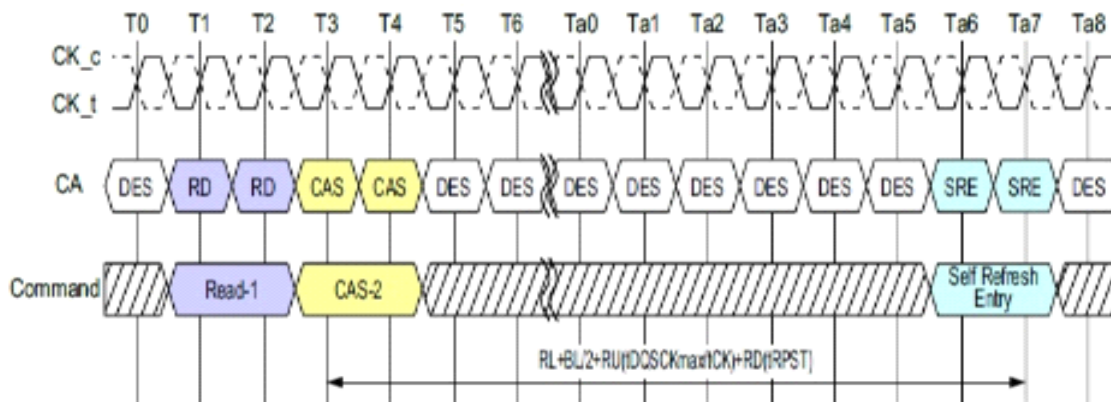 T0 T1 T2 T3 T4 T5 T6 Ta0 Ta1 Ta2 Ta3 Ta4 Ta5 Ta6 Ta7 Ta8
CK_c
CK_t
CA DES RD RD CAS CAS DES DES DES DES DES DES DES DES SRE SRE DES
Command Read-1 CAS-2 Self Refresh
Entry
RL+BL/2+RU(tDQSCKmax/tCK)+RD(tRPST)